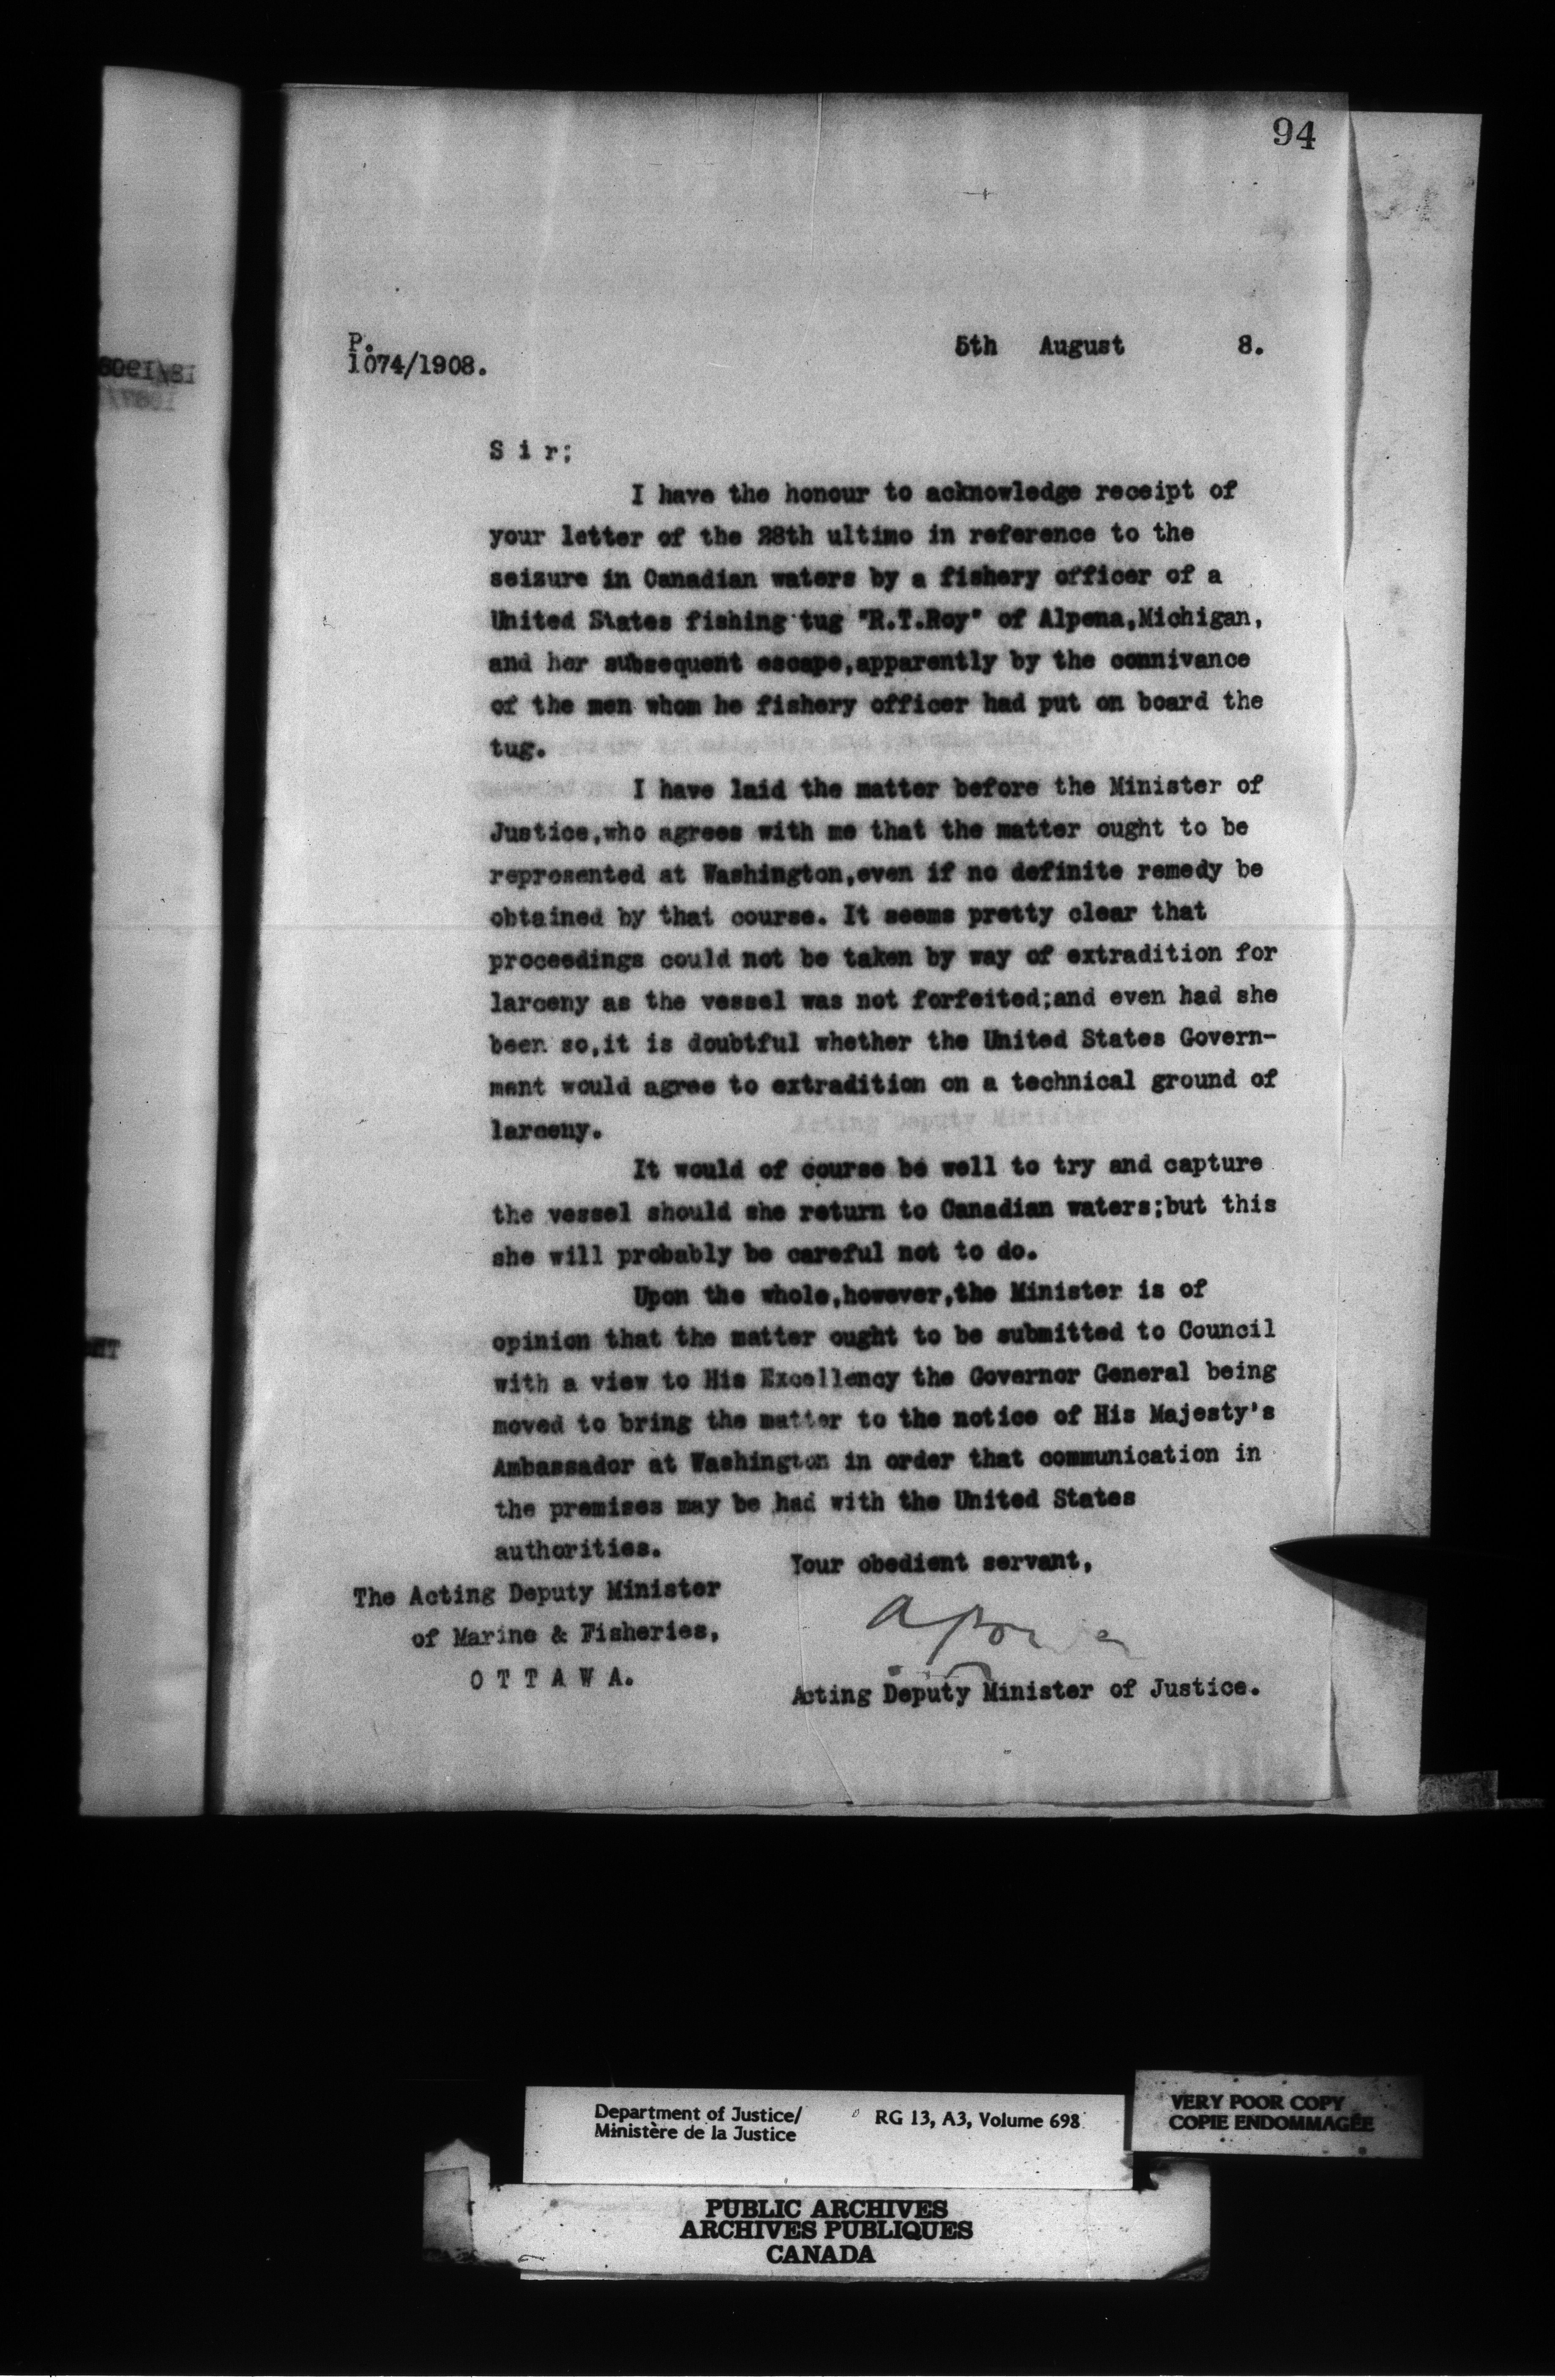 94
P.
1074/1908.
5th August 8.
S i r;
I have the honour to acknowledge receipt of
your letter of the 28th ultimo in reference to the
seizure in Canadian waters by a fishery officer of a
United States fishing tug "R.T.Roy" of Alpena,Michigan,
and her subsequent escape,apparently by the connivance
of the men whom he fishery officer had put on board the
tug.
I have laid the matter before the Minister of
Justice,who agrees with me that the matter ought to be
represented at Washington,even if no definite remedy be
obtained by that course. It seems pretty clear that
proceedings could not be taken by way of extradition for
larceny as the vessel was not forfeited;and even had she
been so,it is doubtful whether the United States Govern-
ment would agree to extradition on a technical ground of
larceny.
It would of course be well to try and capture
the vessel should she return to Canadian waters;but this
she will probably be careful not to do.
Upon the whole,however,the Minister is of
opinion that the matter ought to be submitted to Council
with a view to His Excellency the Governor General being
moved to bring the matter to the notice of His Majesty's
Ambassador at Washington in order that communication in
the premises may be had with the United States
authorities.
Your obedient servant,
The Acting Deputy Minister
of Marine & Fisheries,
O T T A W A.
Acting Deputy Minister of Justice.
Department of Justice/
Ministère de la Justice
RG 13, A3, Volume 698
VERY POOR COPY
COPIE ENDOMMAGÉE
PUBLIC ARCHIVES
ARCHIVES PUBLIQUES
CANADA